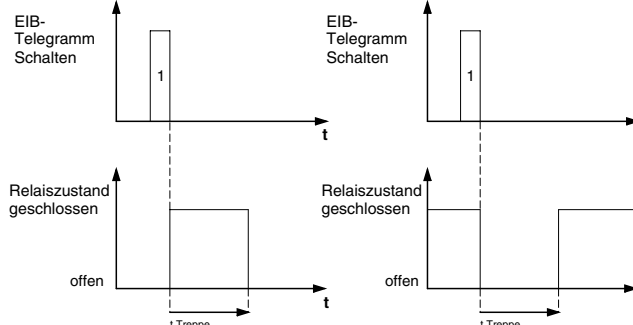 EIB-
Telegramm
Schalten
1
t
Relaiszustand
geschlossen
offen
t
t Treppe
EIB-
Telegramm
Schalten
1
Relaiszustand
geschlossen
offen
t Treppe